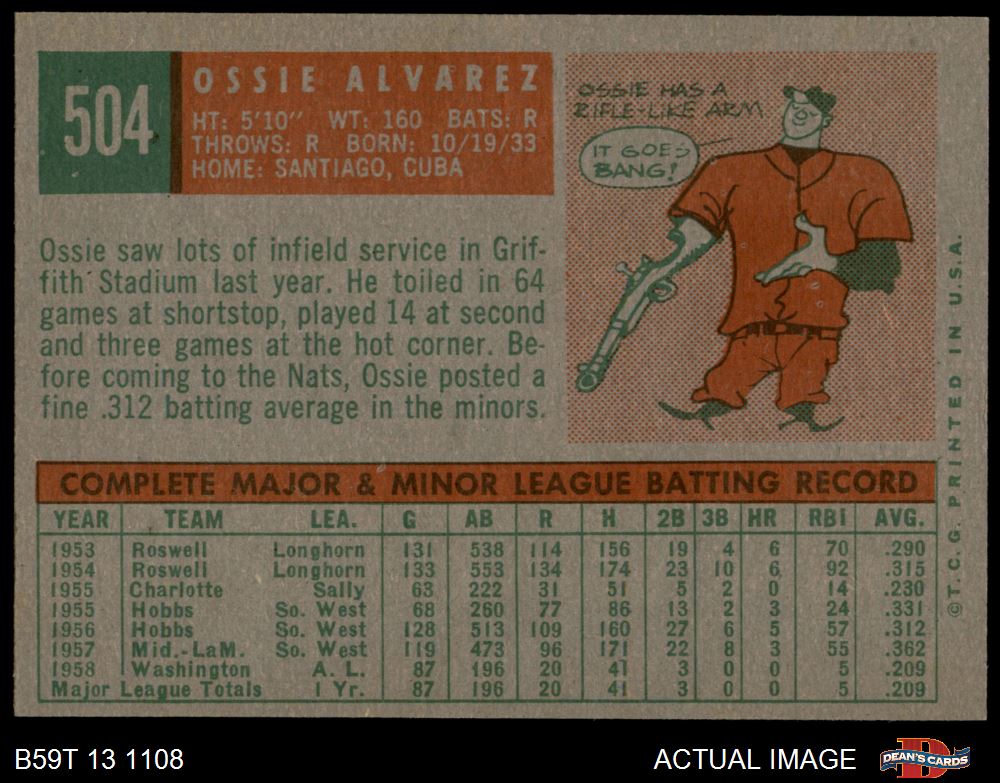 504
OSSIE ALVAREZ
HT: 5'10" WT: 160 BATS: R
THROWS: R BORN: 10/19/33
HOME: SANTIAGO, CUBA
OSSIE HAS A
RIFLE-LIKE ARM
IT GOES
BANG!
Ossie saw lots of infield service in Grif-
fith Stadium last year. He toiled in 64
games at shortstop, played 14 at second
and three games at the hot corner. Be-
fore coming to the Nats, Ossie posted a
fine .312 batting average in the minors.
COMPLETE MAJOR & MINOR LEAGUE BATTING RECORD
YEAR TEAM LEA. G AB R H 2B 3B HR RBI AVG.
1953 Roswell Longhorn 131 538 114 156 19 4 6 70 .290
1954 Roswell Longhorn 133 553 134 174 23 10 6 92 .315
1955 Charlotte Sally 63 222 31 51 5 2 0 14 .230
1955 Hobbs So. West 68 260 77 86 13 2 3 24 .331
1956 Hobbs So. West 128 513 109 160 27 6 5 57 .312
1957 Mid.-LaM. So. West 119 473 96 171 22 8 3 55 .362
1958 Washington A. L. 87 196 20 41 3 0 0 5 .209
Major League Totals 1 Yr. 87 196 20 41 3 0 0 5 .209
©T.C.G. PRINTED IN U.S.A.
B59T 13 1108
ACTUAL IMAGE
DEAN'S CARDS